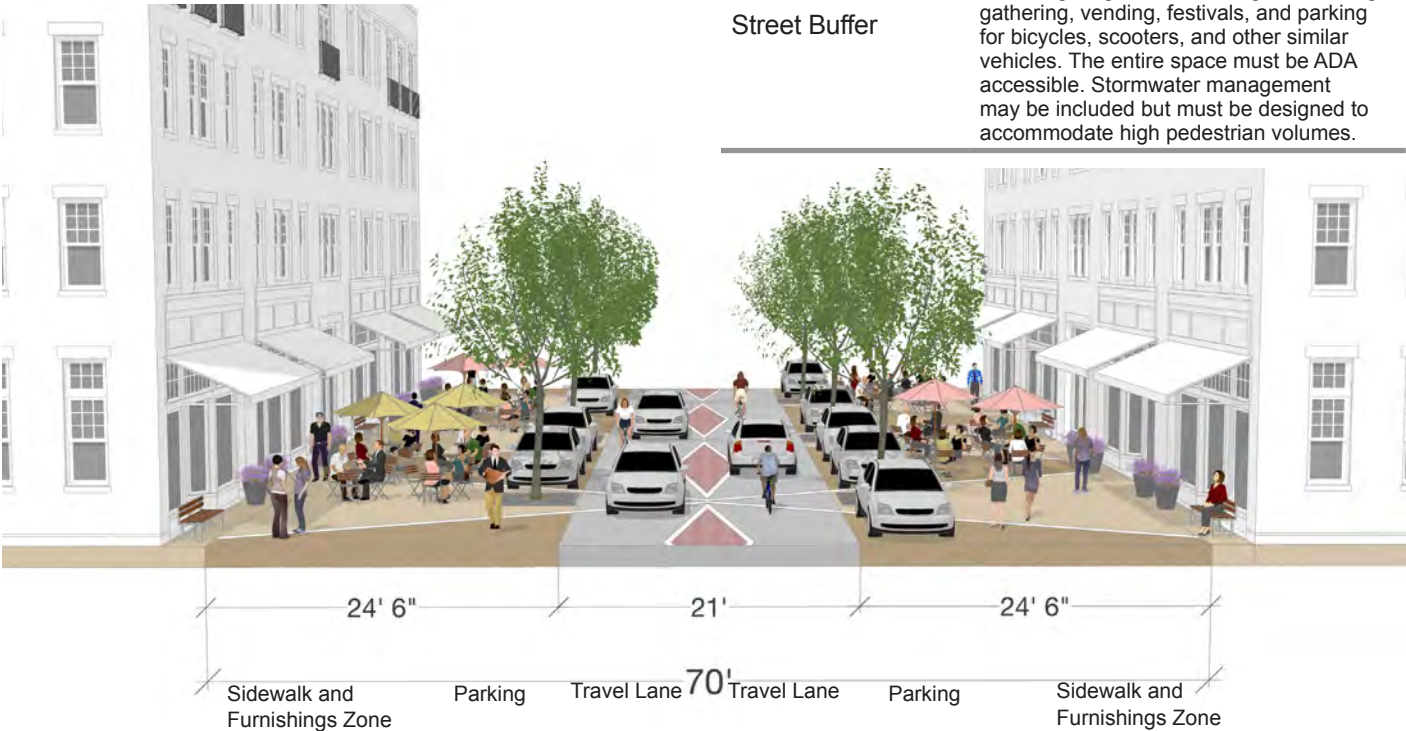 Street Buffer
gathering, vending, festivals, and parking
for bicycles, scooters, and other similar
vehicles. The entire space must be ADA
accessible. Stormwater management
may be included but must be designed to
accommodate high pedestrian volumes.
24' 6" 21' 24' 6"
70'
Sidewalk and
Furnishings Zone
Parking
Travel Lane
Travel Lane
Parking
Sidewalk and
Furnishings Zone